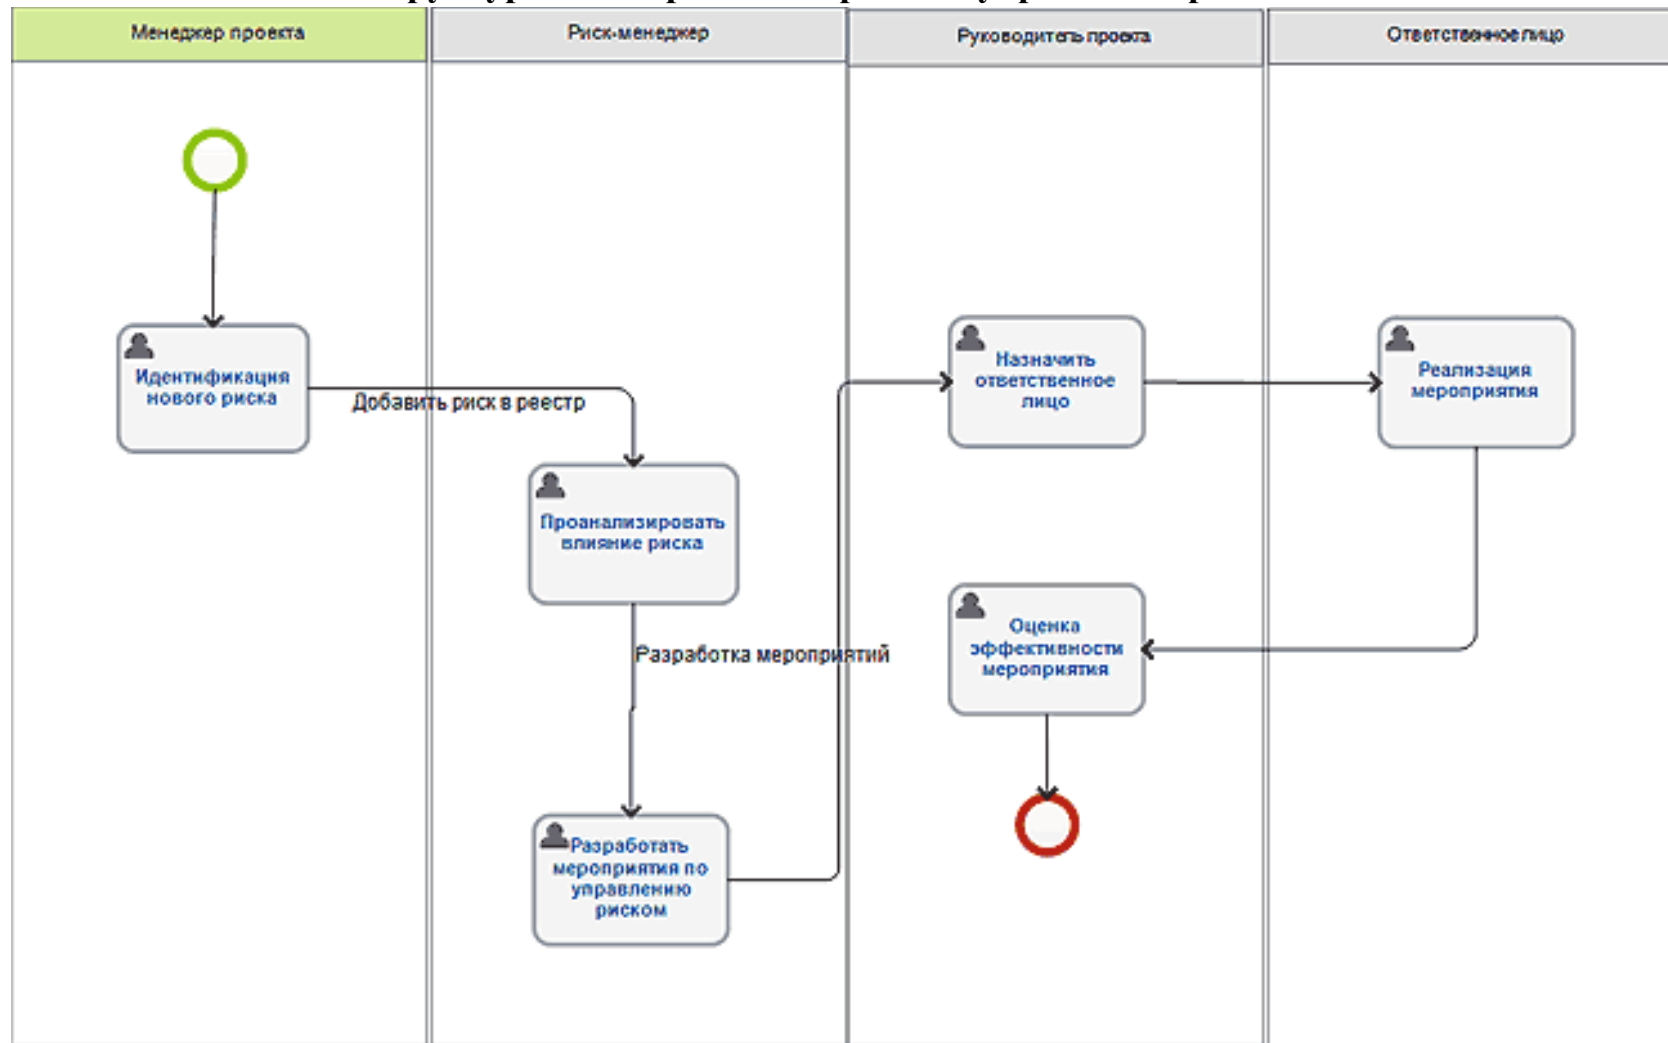 Менеджер проекта
Риск-менеджер
Руководитель проекта
Ответственное лицо
Идентификация
нового риска
Добавить риск в реестр
Проанализировать
влияние риска
Разработка мероприятий
Разработать
мероприятия по
управлению
риском
Назначить
ответственное
лицо
Реализация
мероприятия
Оценка
эффективности
мероприятия